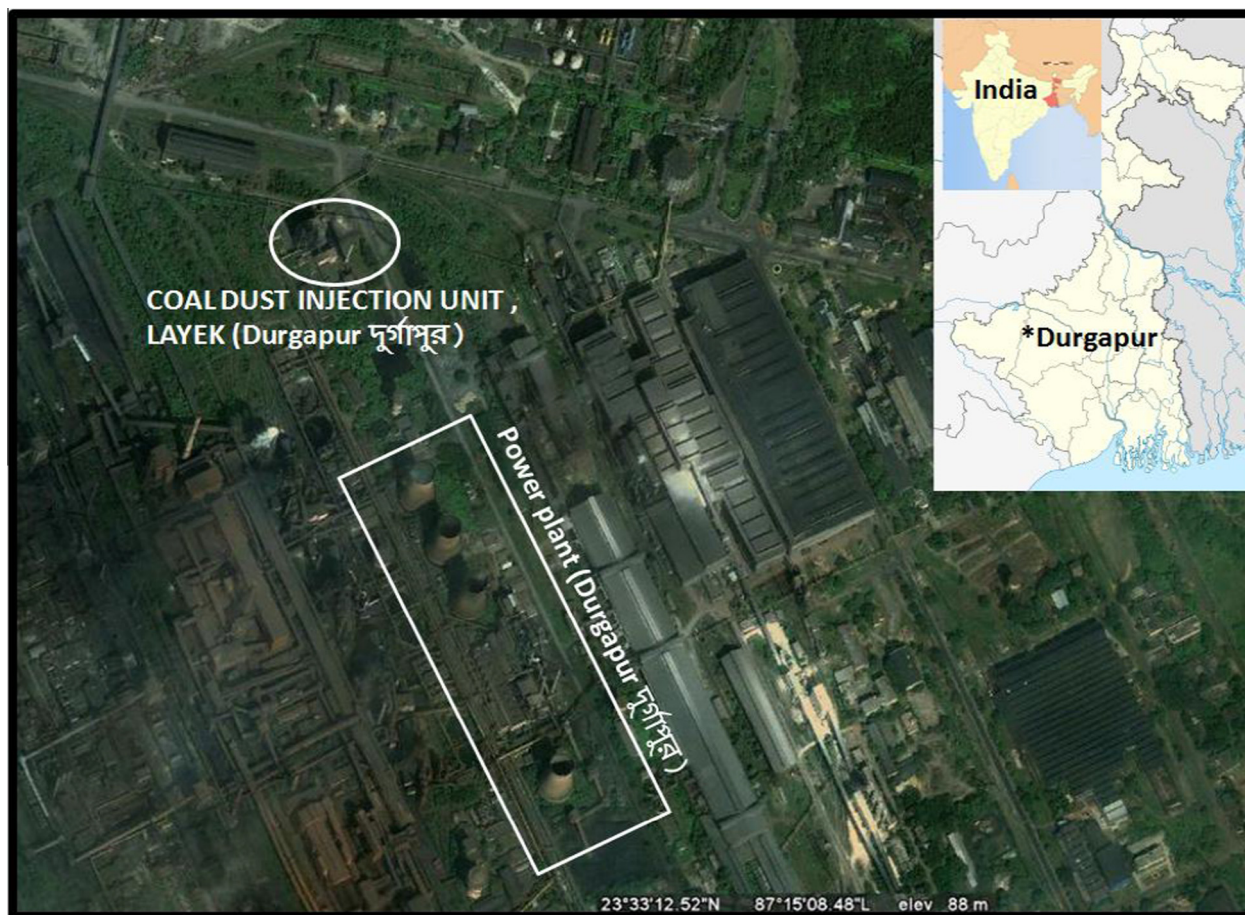 India
*Durgapur
COAL DUST INJECTION UNIT ,
LAYEK (Durgapur দুর্গাপুর )
Power plant (Durgapur দুর্গাপুর )
23°33'12.52"N 87°15'08.48"L elev 88 m